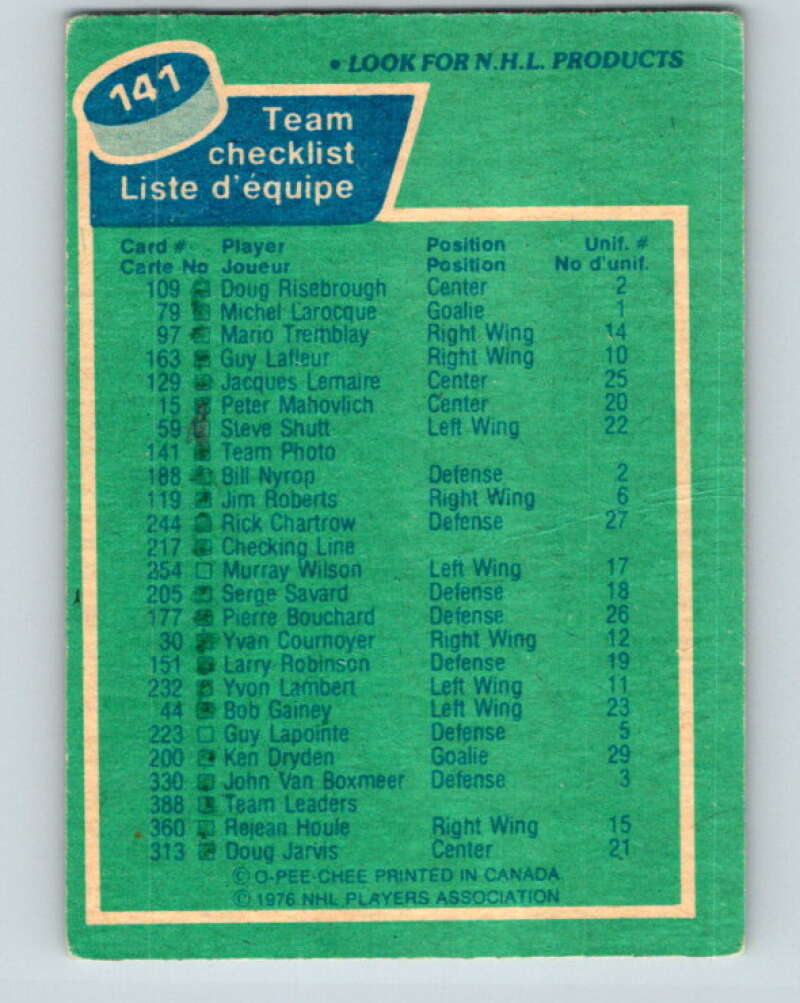 • LOOK FOR N.H.L. PRODUCTS
141
Team
checklist
Liste d'équipe
Card # Player Position Unif. #
Carte No Joueur Position No d'unif.
109 Doug Risebrough Center 2
79 Michel Larocque Goalie 1
97 Mario Tremblay Right Wing 14
163 Guy Lafleur Right Wing 10
129 Jacques Lemaire Center 25
15 Peter Mahovlich Center 20
59 Steve Shutt Left Wing 22
141 Team Photo
188 Bill Nyrop Defense 2
119 Jim Roberts Right Wing 6
244 Rick Chartrow Defense 27
217 Checking Line
254 Murray Wilson Left Wing 17
205 Serge Savard Defense 18
177 Pierre Bouchard Defense 26
30 Yvan Cournoyer Right Wing 12
151 Larry Robinson Defense 19
232 Yvon Lambert Left Wing 11
44 Bob Gainey Left Wing 23
223 Guy Lapointe Defense 5
200 Ken Dryden Goalie 29
330 John Van Boxmeer Defense 3
388 Team Leaders
360 Rejean Houle Right Wing 15
313 Doug Jarvis Center 21
© O-PEE-CHEE PRINTED IN CANADA
© 1976 NHL PLAYERS ASSOCIATION